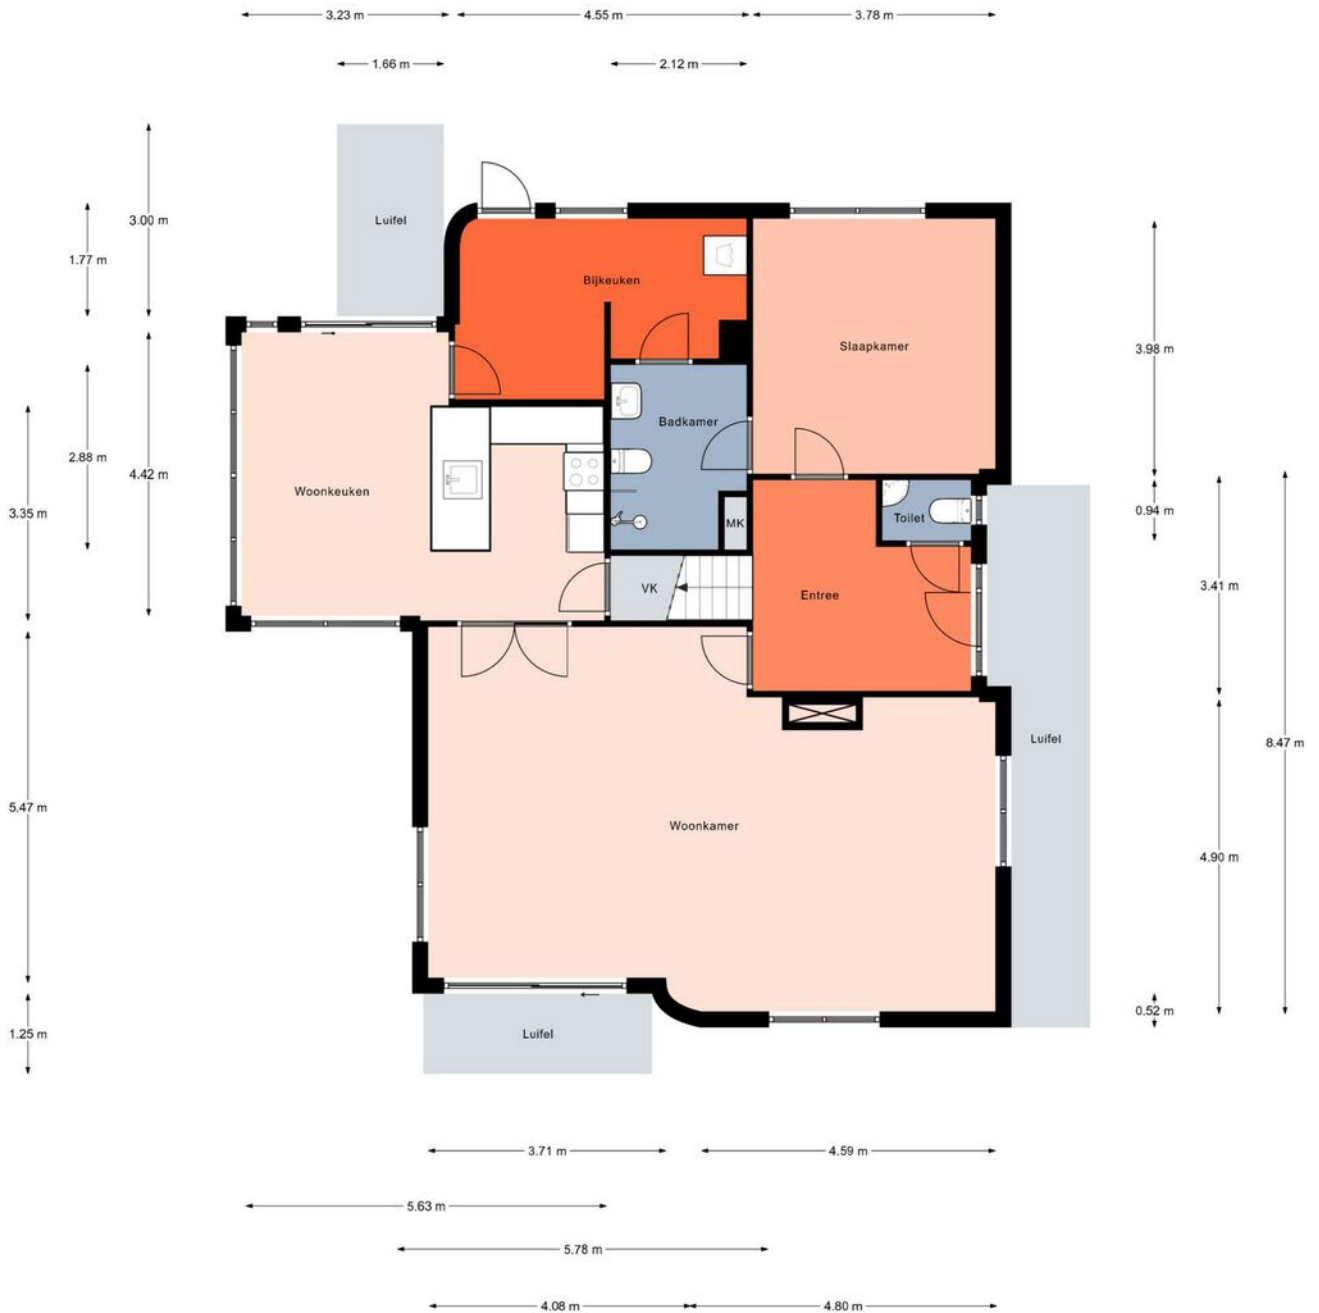 3.23 m
4.55 m
3.78 m
1.66 m
2.12 m
3.00 m
Luifel
1.77 m
Bijkeuken
Slaapkamer
3.98 m
Badkamer
2.88 m
4.42 m
Woonkeuken
3.35 m
0.94 m
Toilet
MK
3.41 m
VK
Entree
Luifel
8.47 m
5.47 m
Woonkamer
4.90 m
0.52 m
1.25 m
Luifel
3.71 m
4.59 m
5.63 m
5.78 m
4.08 m
4.80 m